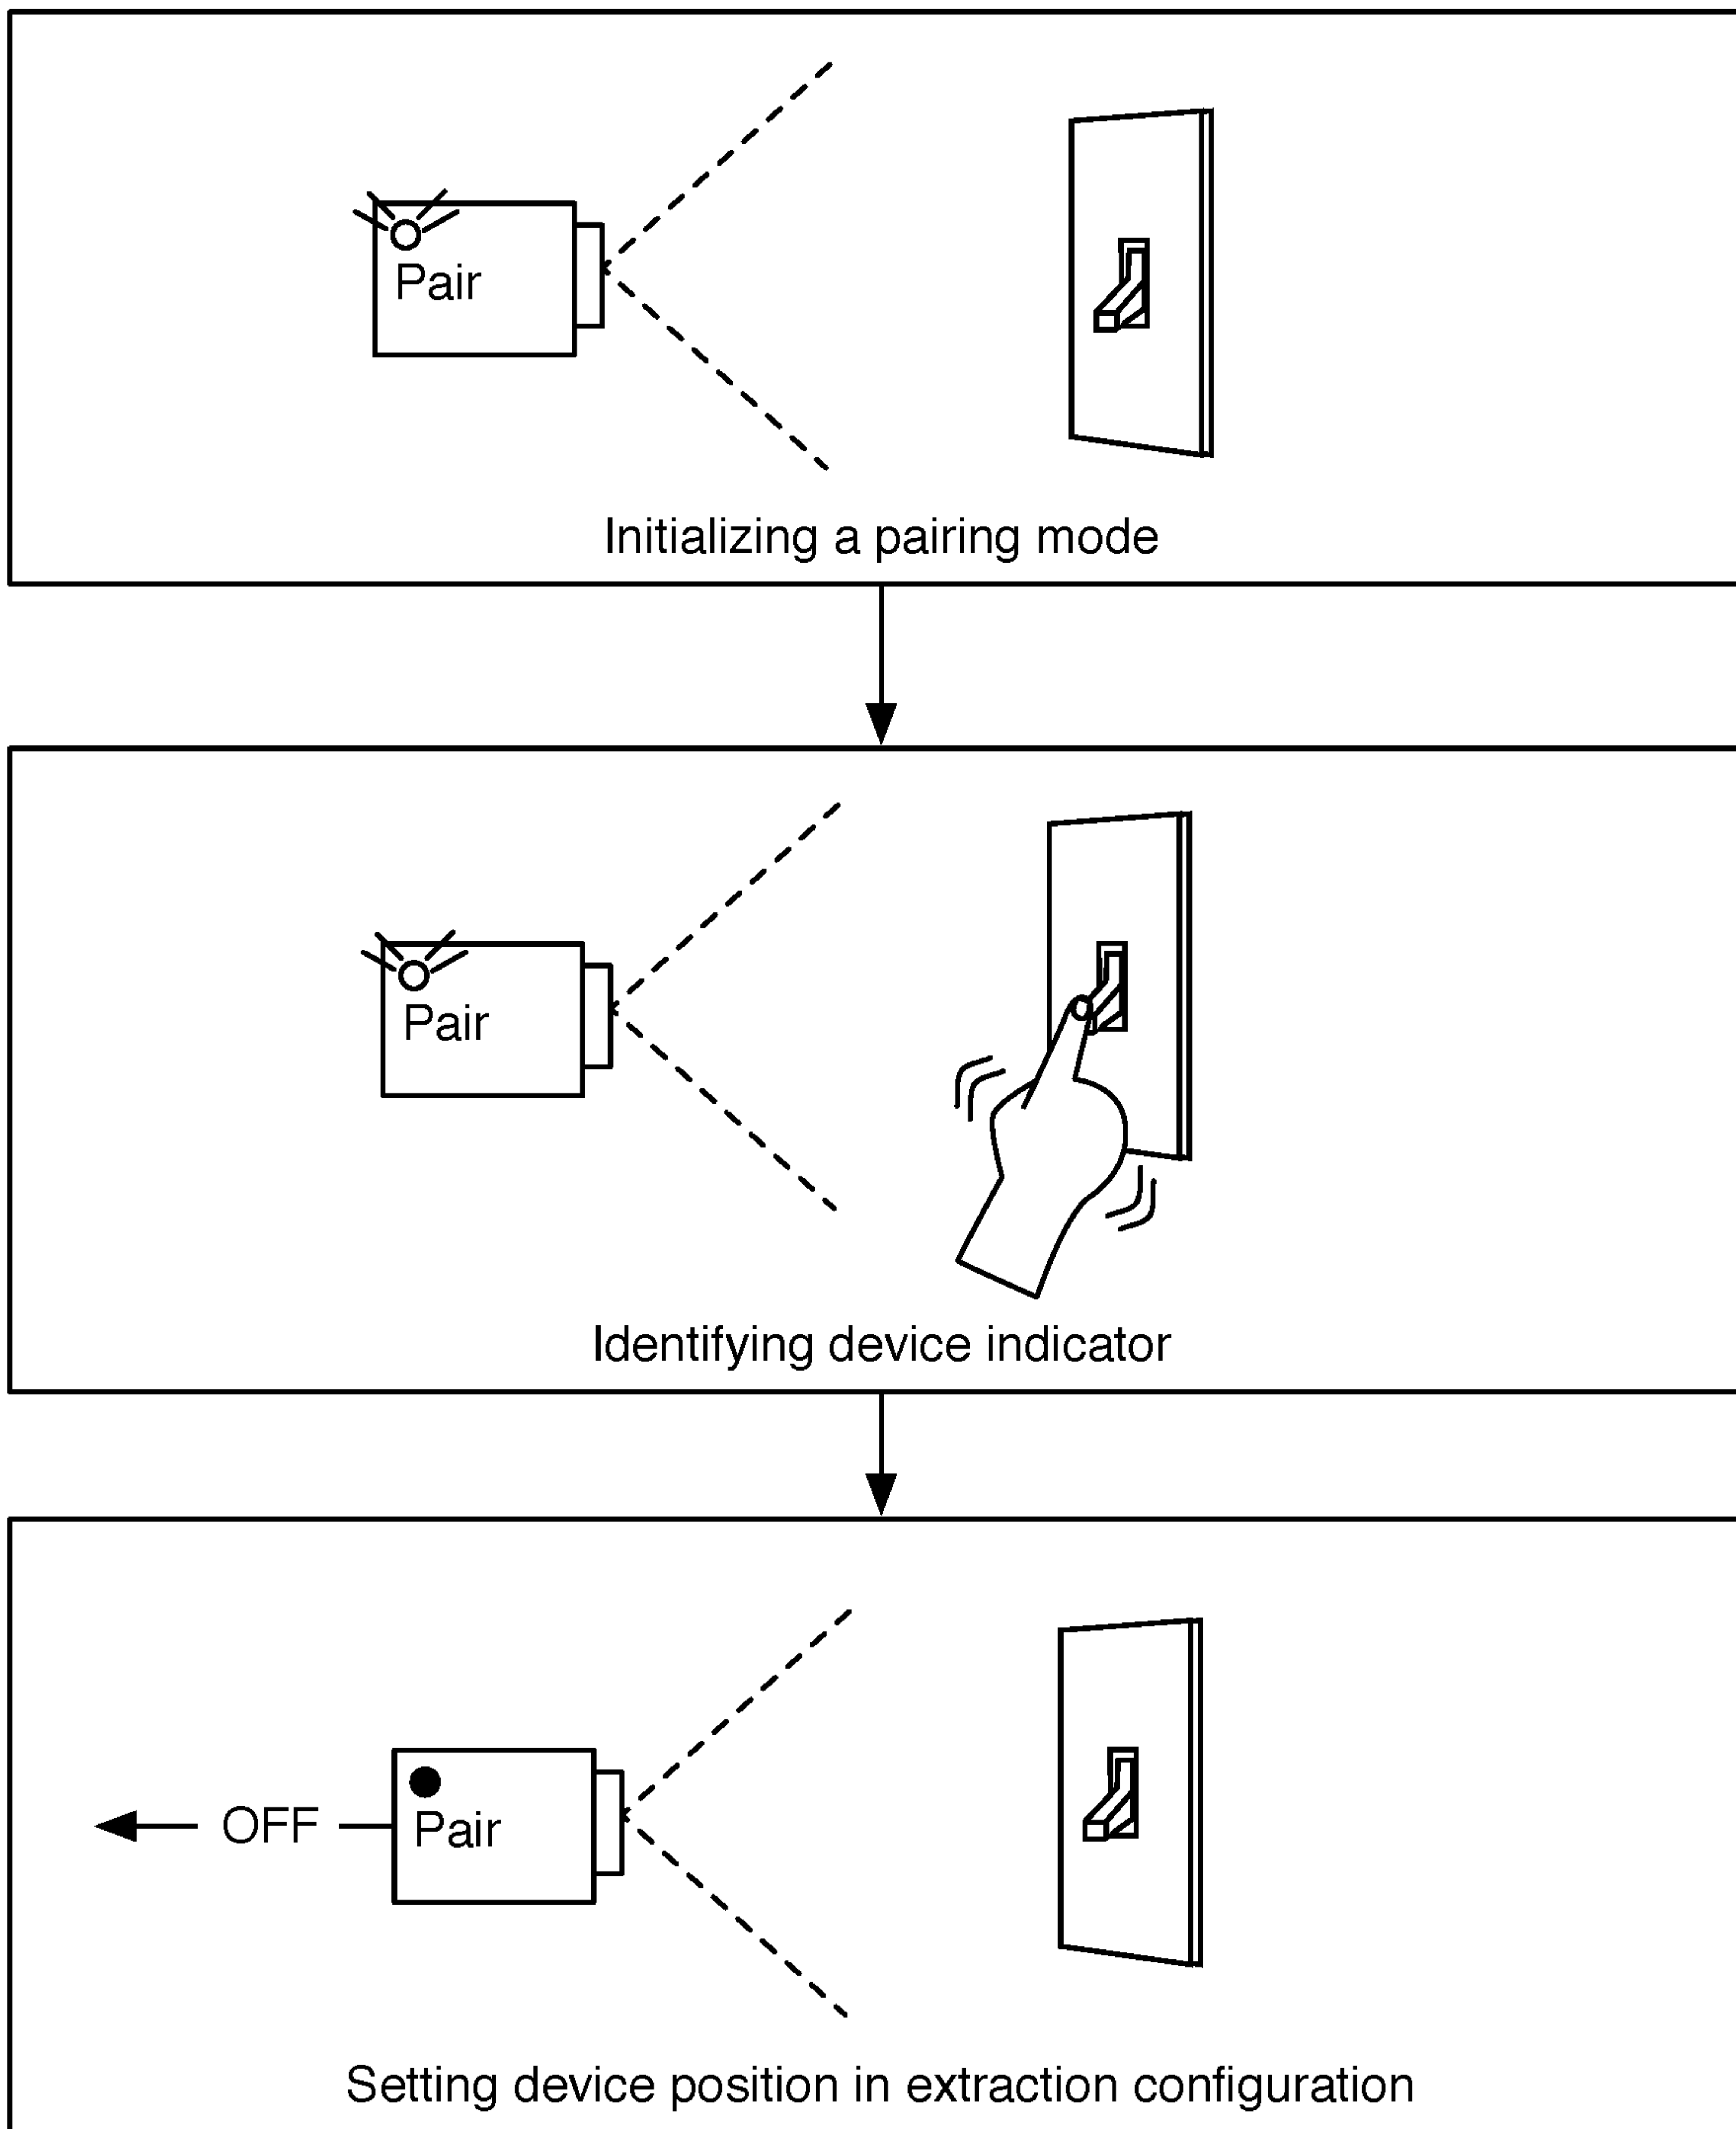 Pair
Initializing a pairing mode
Pair
Identifying device indicator
OFF
Pair
Setting device position in extraction configuration